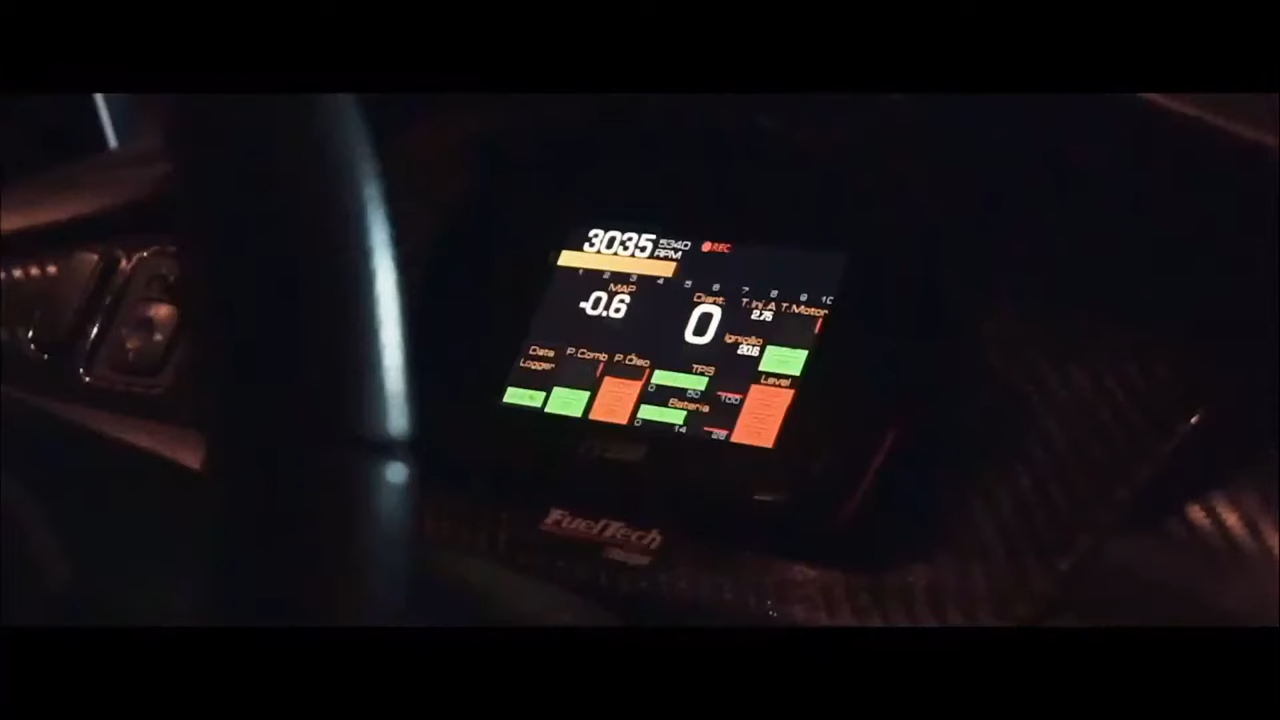 3035 5340 RPM REC
1 2 3 4 5 6 7 8 9 10
MAP
-0.6
Diant.
0
T.Inj.A
2.75
T.Motor
Ignição
20.6
Data Logger
P.Comb
P.Óleo
TPS
0 50 100
Bateria
0 14 28
Level
FuelTech